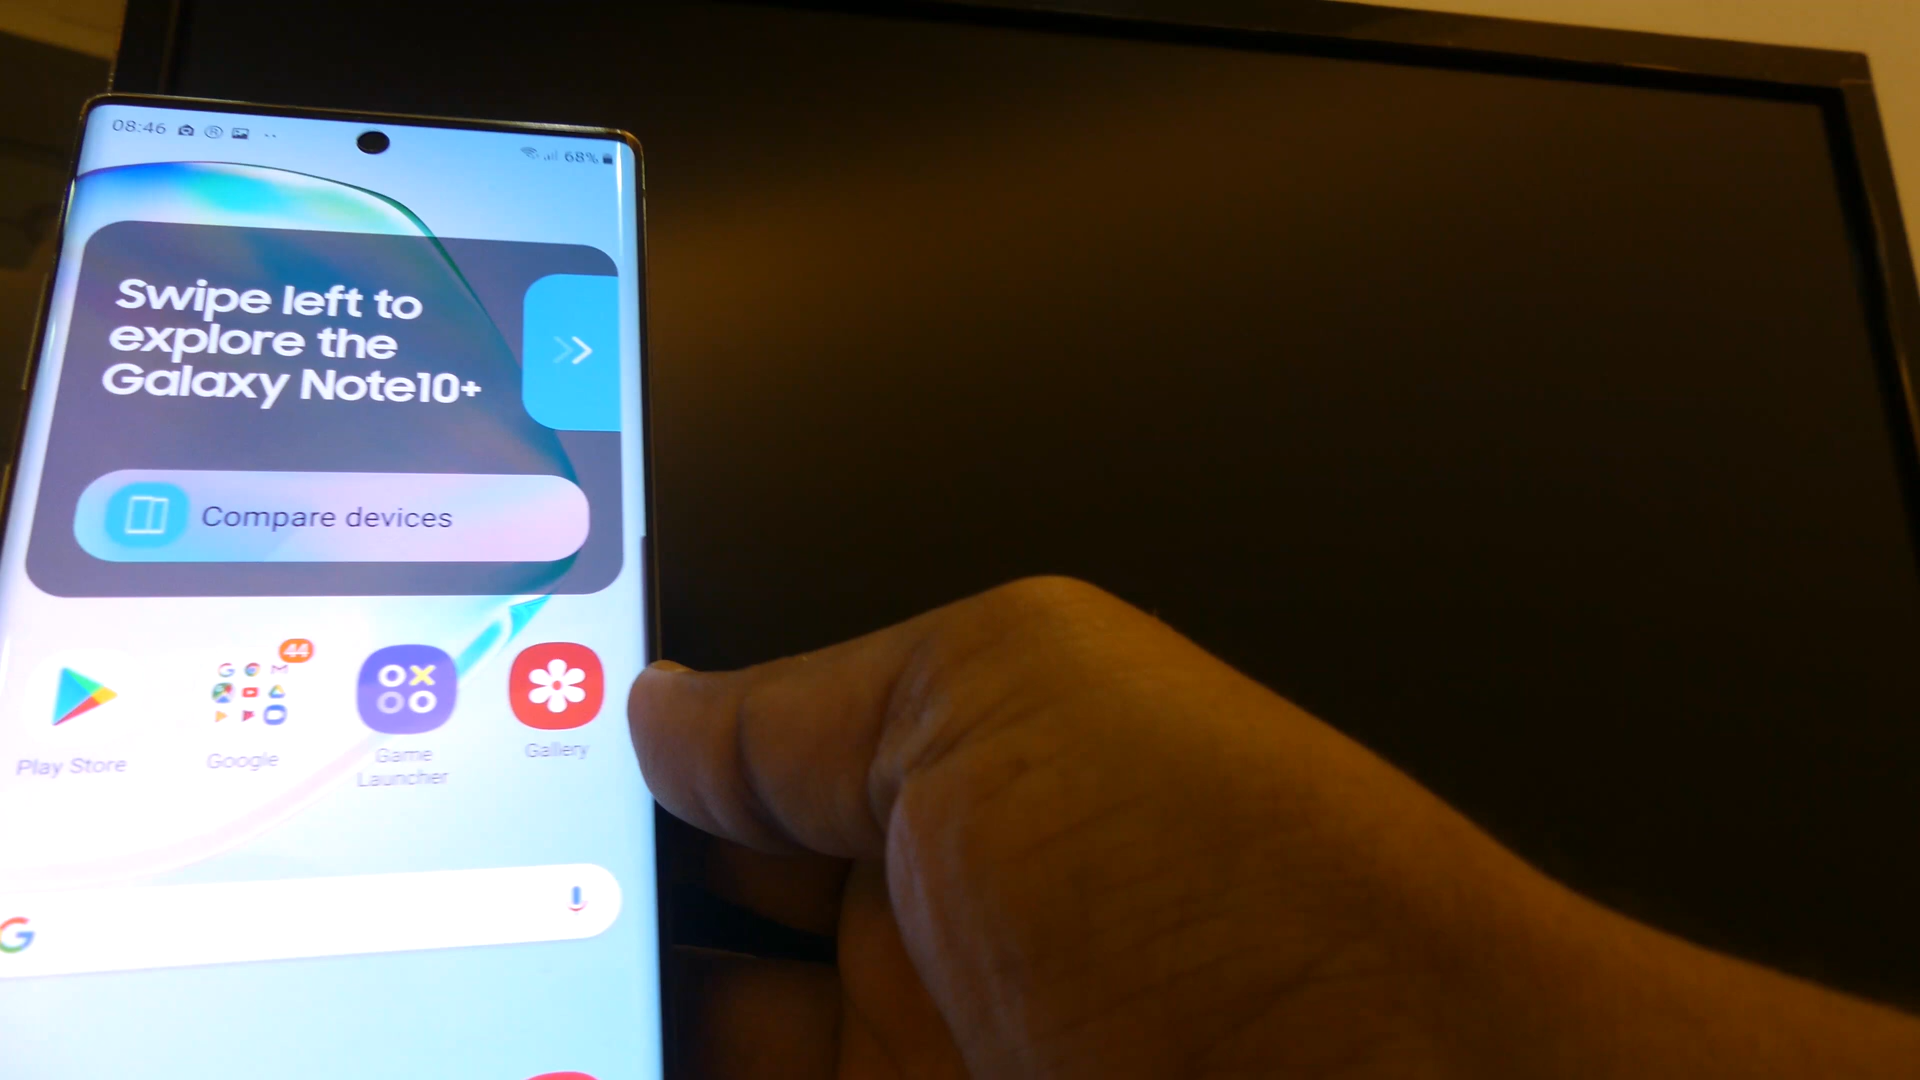 08:46
68%
Swipe left to
explore the
Galaxy Note10+
Compare devices
44
Play Store
Google
Game
Launcher
Gallery